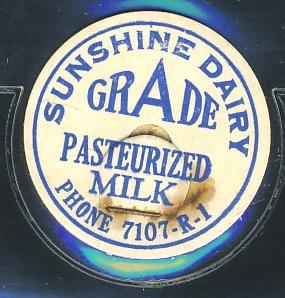 SUNSHINE DAIRY
GRADE
PASTEURIZED
MILK
PHONE 7107-R-1